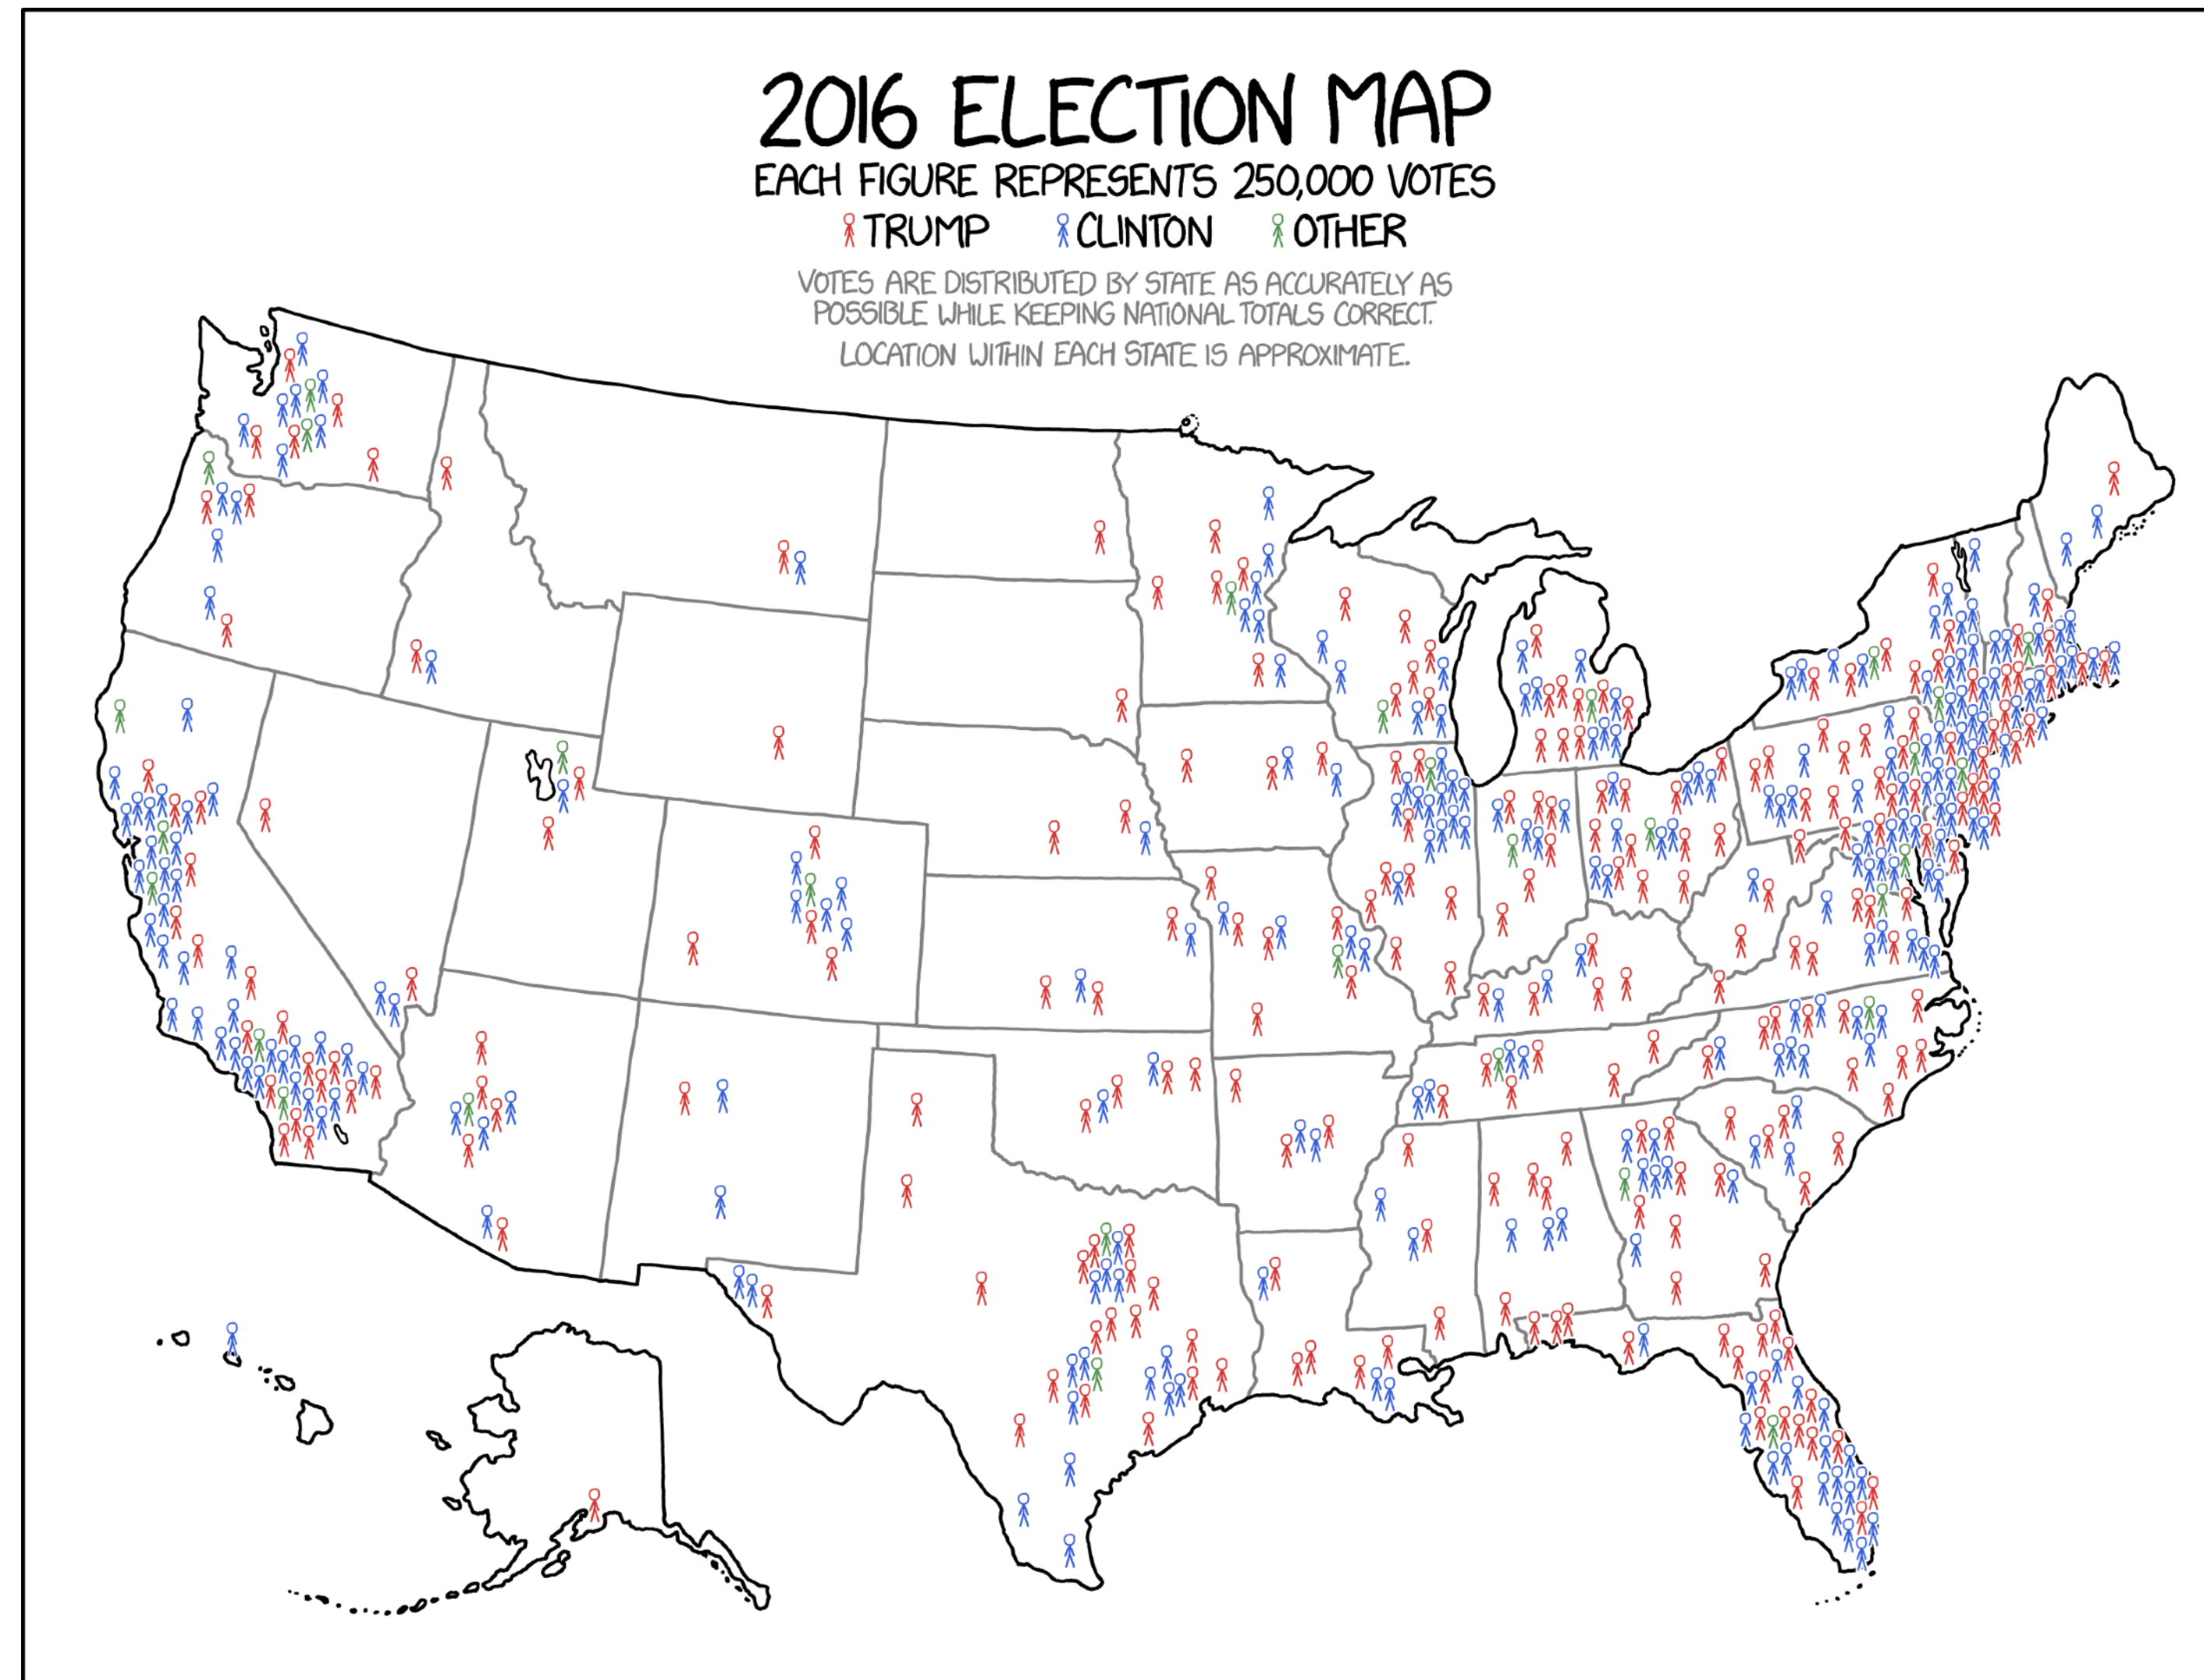 2016 ELECTION MAP
EACH FIGURE REPRESENTS 250,000 VOTES
TRUMP CLINTON OTHER
VOTES ARE DISTRIBUTED BY STATE AS ACCURATELY AS
POSSIBLE WHILE KEEPING NATIONAL TOTALS CORRECT.
LOCATION WITHIN EACH STATE IS APPROXIMATE.